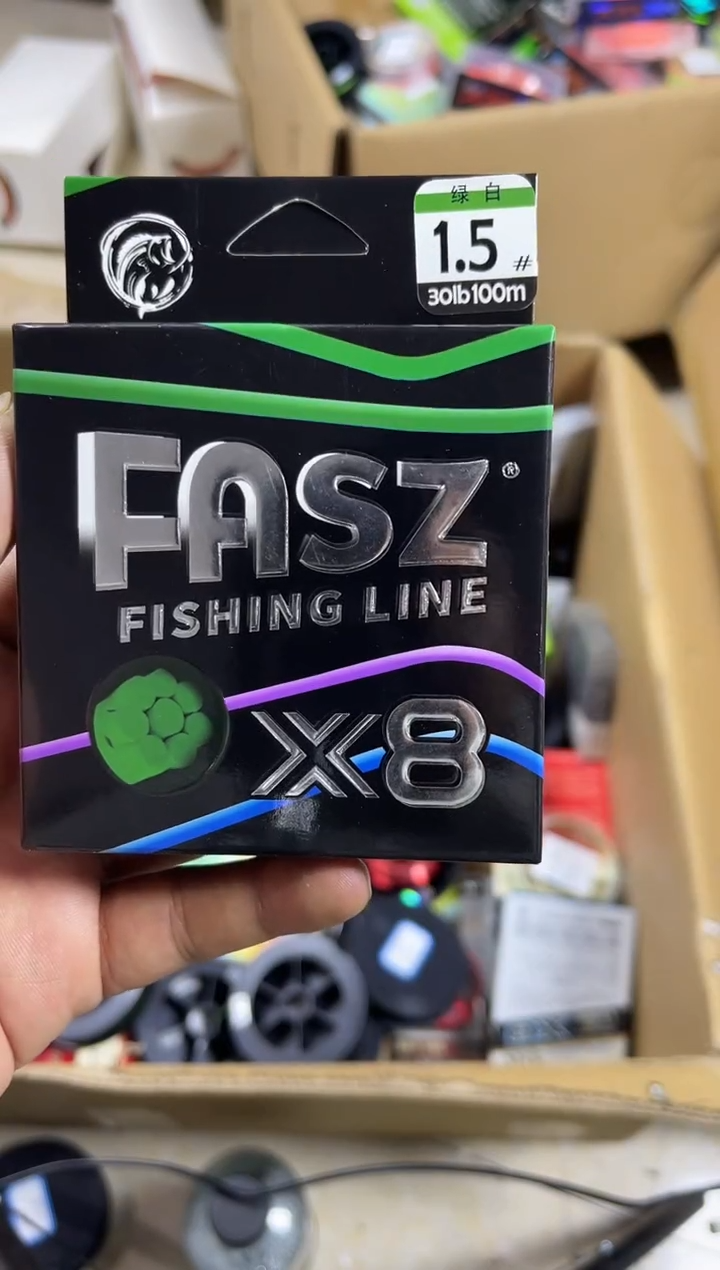 绿 白
1.5 #
30lb100m
FASZ®
FISHING LINE
X8